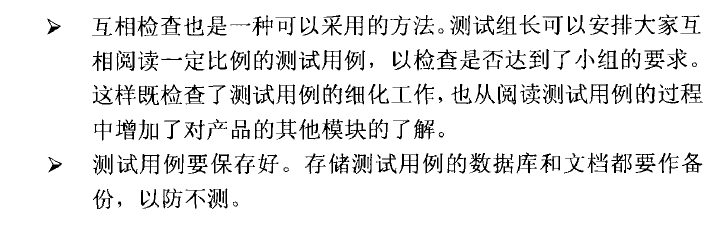 ➢ 互相检查也是一种可以采用的方法。测试组长可以安排大家互
相阅读一定比例的测试用例，以检查是否达到了小组的要求。
这样既检查了测试用例的细化工作，也从阅读测试用例的过程
中增加了对产品的其他模块的了解。
➢ 测试用例要保存好。存储测试用例的数据库和文档都要作备
份，以防不测。